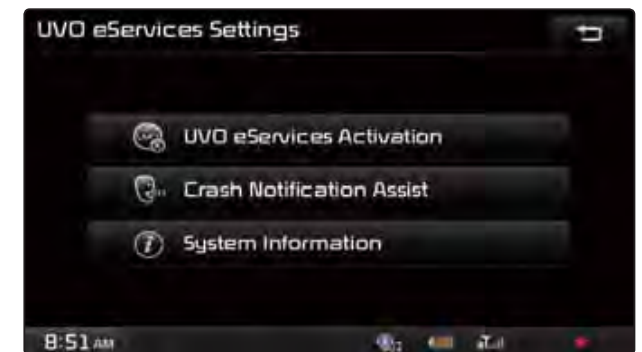 UVO eServices Settings
UVO eServices Activation
Crash Notification Assist
System Information
8:51 AM